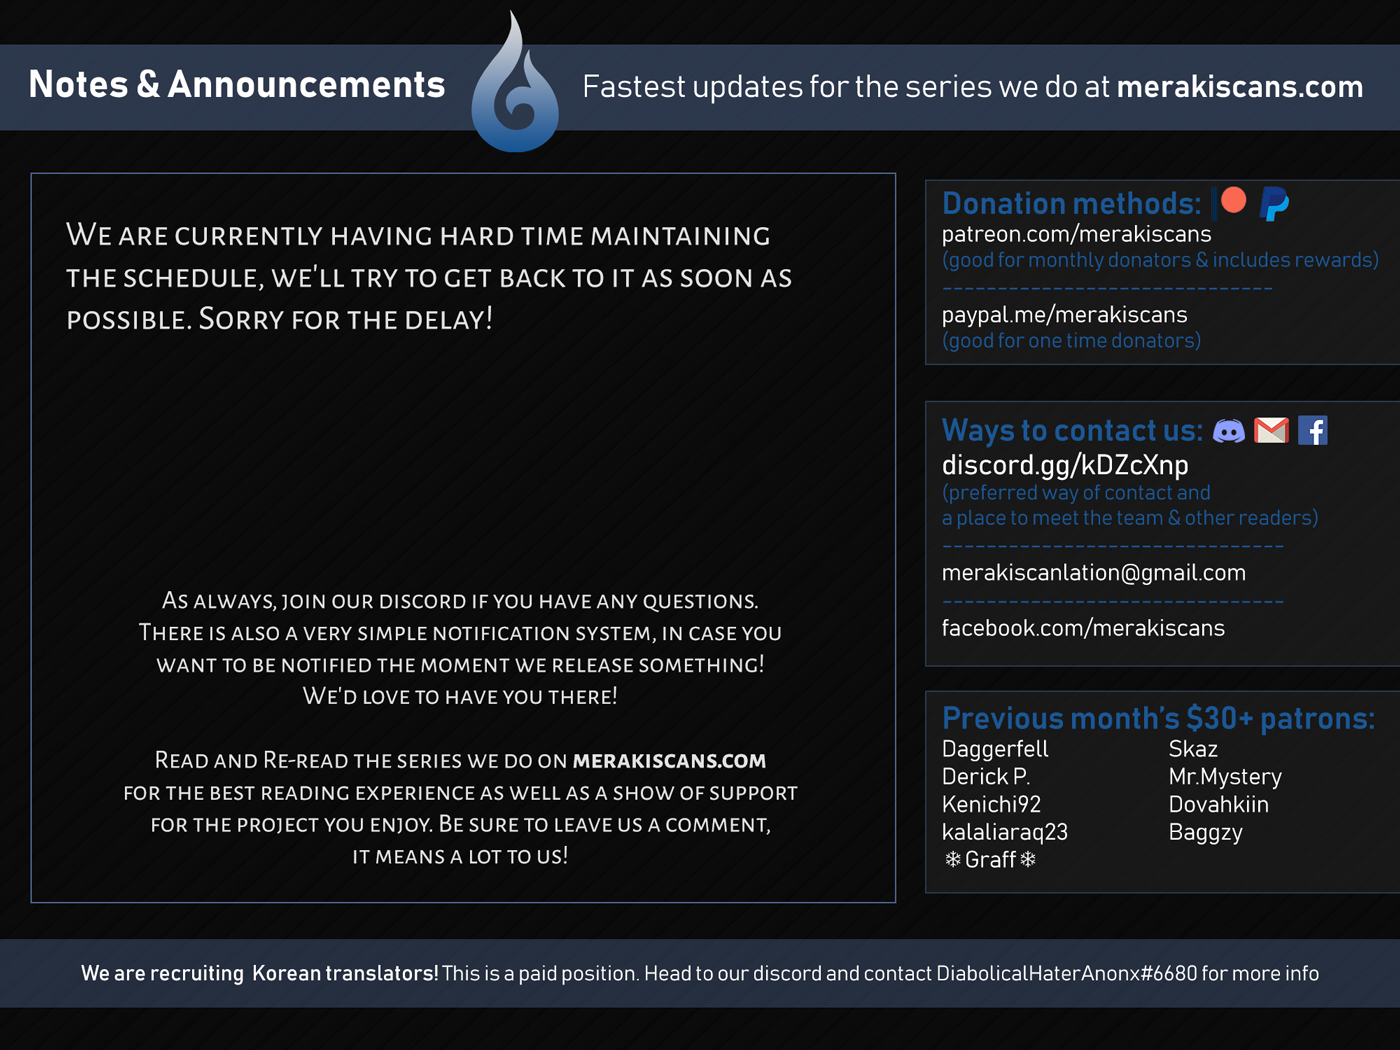 Notes & Announcements
Fastest updates for the series we do at merakiscans.com
We are currently having hard time maintaining
the schedule, we'll try to get back to it as soon as
possible. Sorry for the delay!
As always, join our discord if you have any questions.
There is also a very simple notification system, in case you
want to be notified the moment we release something!
We'd love to have you there!
Read and Re-read the series we do on merakiscans.com
for the best reading experience as well as a show of support
for the project you enjoy. Be sure to leave us a comment,
it means a lot to us!
Donation methods:
patreon.com/merakiscans
(good for monthly donators & includes rewards)
------------------------------
paypal.me/merakiscans
(good for one time donators)
Ways to contact us:
discord.gg/kDZcXnp
(preferred way of contact and
a place to meet the team & other readers)
-------------------------------
merakiscanlation@gmail.com
-------------------------------
facebook.com/merakiscans
Previous month's $30+ patrons:
Daggerfell Skaz
Derick P. Mr.Mystery
Kenichi92 Dovahkiin
kalaliaraq23 Baggzy
❄Graff❄
We are recruiting Korean translators! This is a paid position. Head to our discord and contact DiabolicalHaterAnonx#6680 for more info